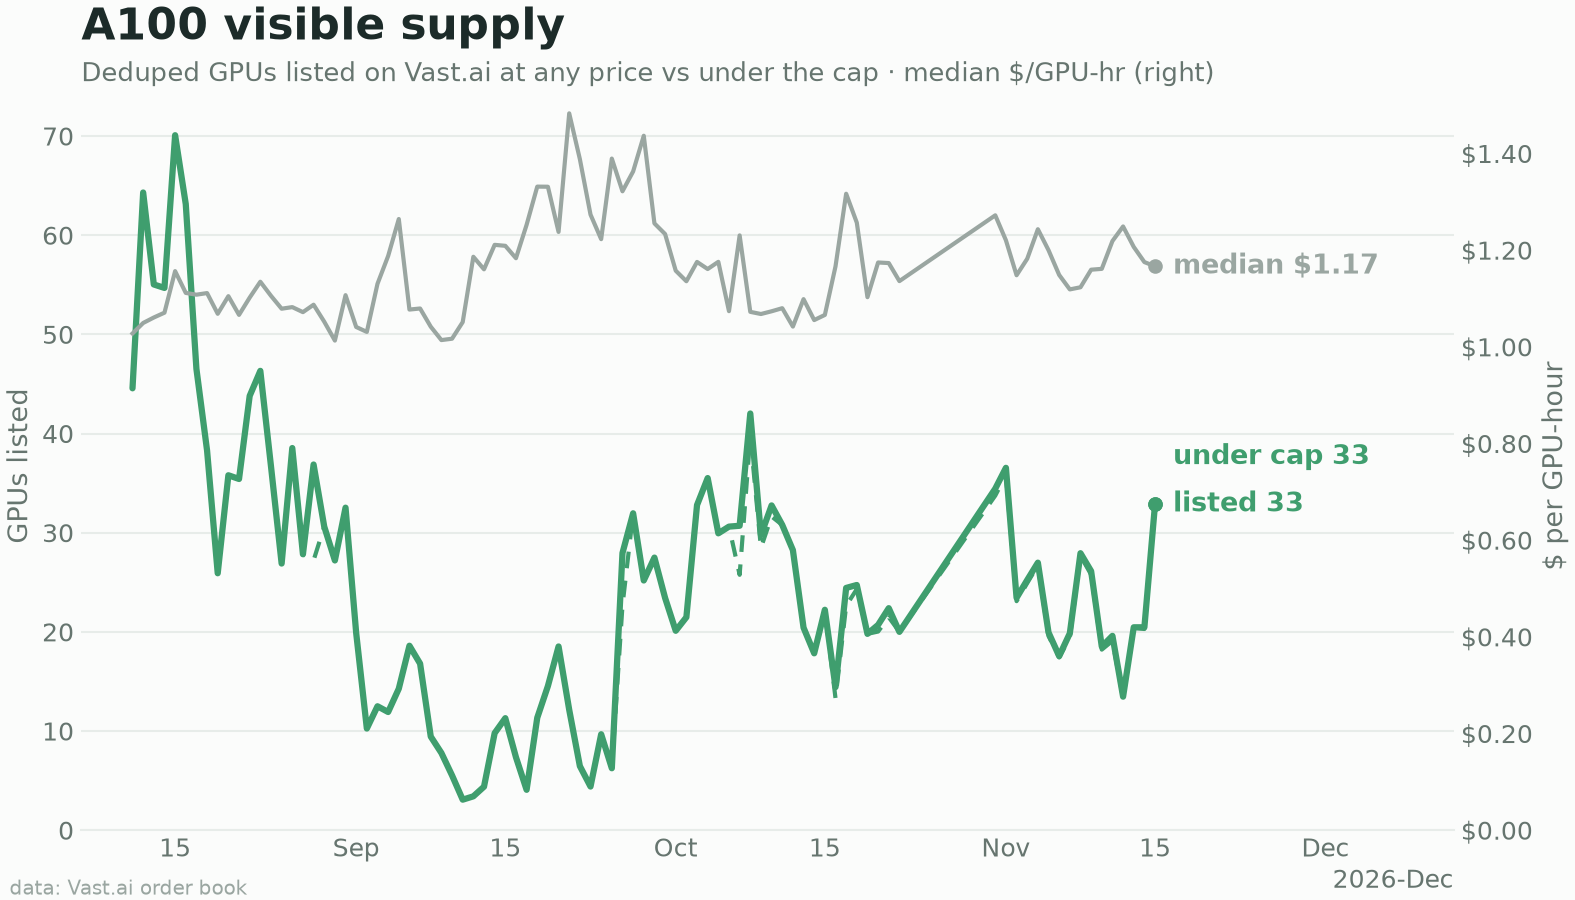 A100 visible supply
Deduped GPUs listed on Vast.ai at any price vs under the cap · median $/GPU-hr (right)
70
60
50
40
30
20
10
0
GPUs listed
$1.40
$1.20
$1.00
$0.80
$0.60
$0.40
$0.20
$0.00
$ per GPU-hour
median $1.17
under cap 33
listed 33
15
Sep
15
Oct
15
Nov
15
Dec
2026-Dec
data: Vast.ai order book